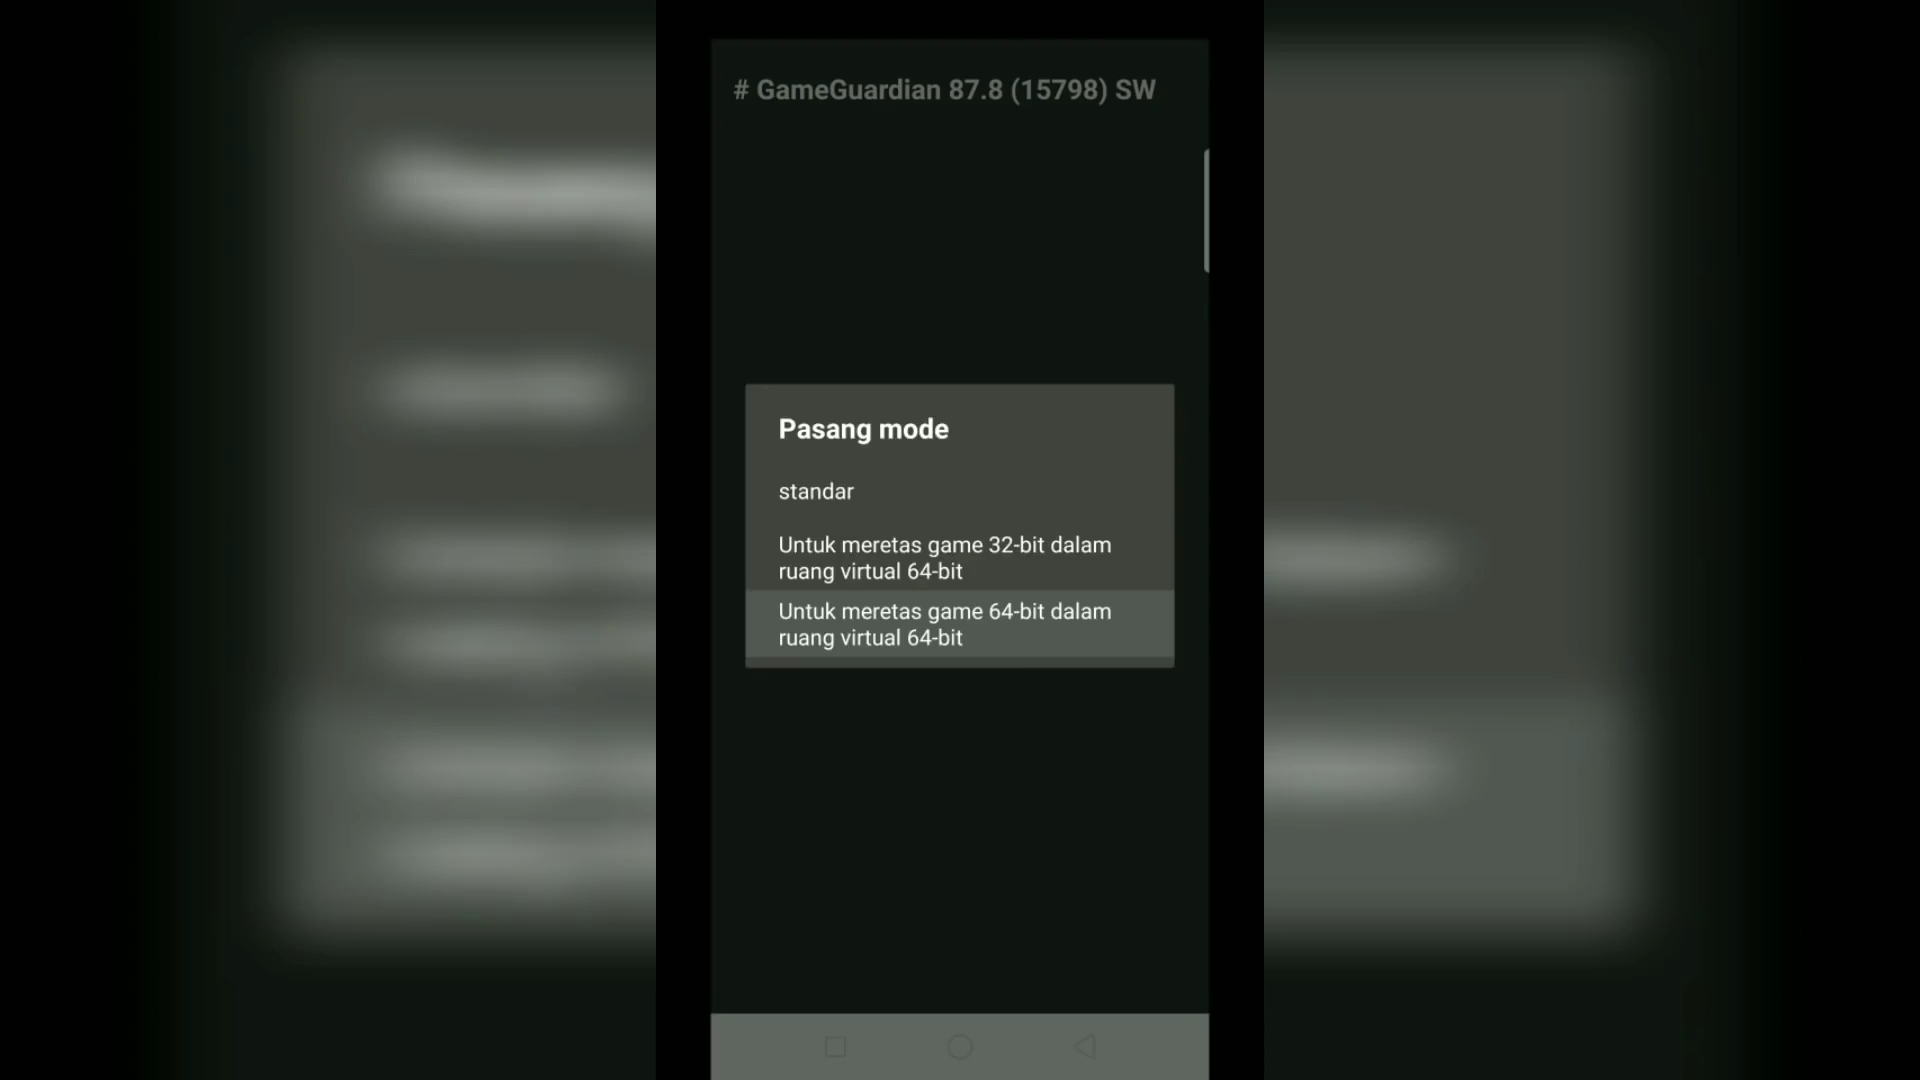 # GameGuardian 87.8 (15798) SW
Pasang mode
standar
Untuk meretas game 32-bit dalam
ruang virtual 64-bit
Untuk meretas game 64-bit dalam
ruang virtual 64-bit